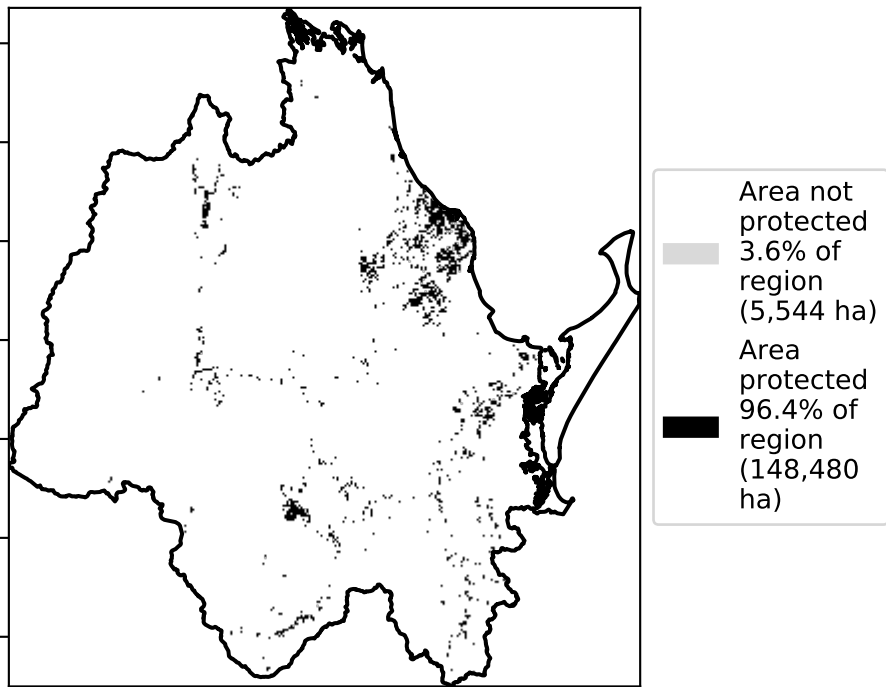 Area not
protected
3.6% of
region
(5,544 ha)
Area
protected
96.4% of
region
(148,480
ha)